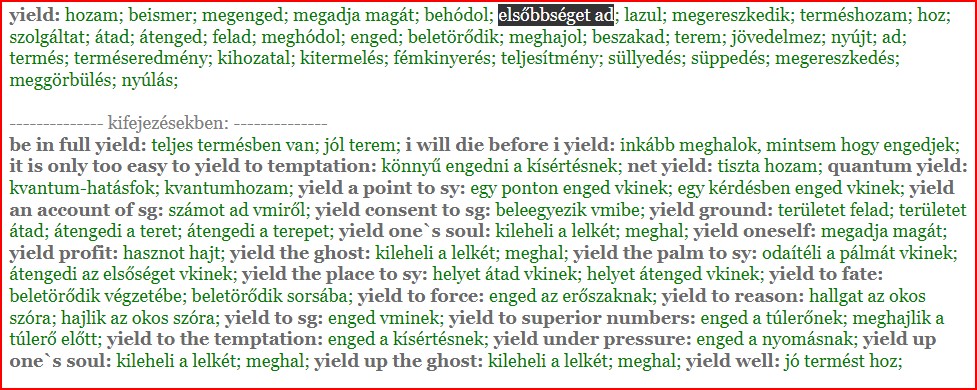 yield: hozam; beismer; megenged; megadja magát; behódol; elsőbbséget ad; lazul; megereszkedik; terméshozam; hoz;
szolgáltat; átad; átenged; felad; meghódol; enged; beletörődik; meghajol; beszakad; terem; jövedelmez; nyújt; ad;
termés; terméseredmény; kihozatal; kitermelés; fémkinyerés; teljesítmény; süllyedés; süppedés; megereszkedés;
meggörbülés; nyúlás;
-------------- kifejezésekben: --------------
be in full yield: teljes termésben van; jól terem; i will die before i yield: inkább meghalok, mintsem hogy engedjek;
it is only too easy to yield to temptation: könnyű engedni a kísértésnek; net yield: tiszta hozam; quantum yield:
kvantum-hatásfok; kvantumhozam; yield a point to sy: egy ponton enged vkinek; egy kérdésben enged vkinek; yield
an account of sg: számot ad vmiről; yield consent to sg: beleegyezik vmibe; yield ground: területet felad; területet
átad; átengedi a teret; átengedi a terepet; yield one`s soul: kileheli a lelkét; meghal; yield oneself: megadja magát;
yield profit: hasznot hajt; yield the ghost: kileheli a lelkét; meghal; yield the palm to sy: odaítéli a pálmát vkinek;
átengedi az elsőséget vkinek; yield the place to sy: helyet átad vkinek; helyet átenged vkinek; yield to fate:
beletörődik végzetébe; beletörődik sorsába; yield to force: enged az erőszaknak; yield to reason: hallgat az okos
szóra; hajlik az okos szóra; yield to sg: enged vminek; yield to superior numbers: enged a túlerőnek; meghajlik a
túlerő előtt; yield to the temptation: enged a kísértésnek; yield under pressure: enged a nyomásnak; yield up
one`s soul: kileheli a lelkét; meghal; yield up the ghost: kileheli a lelkét; meghal; yield well: jó termést hoz;